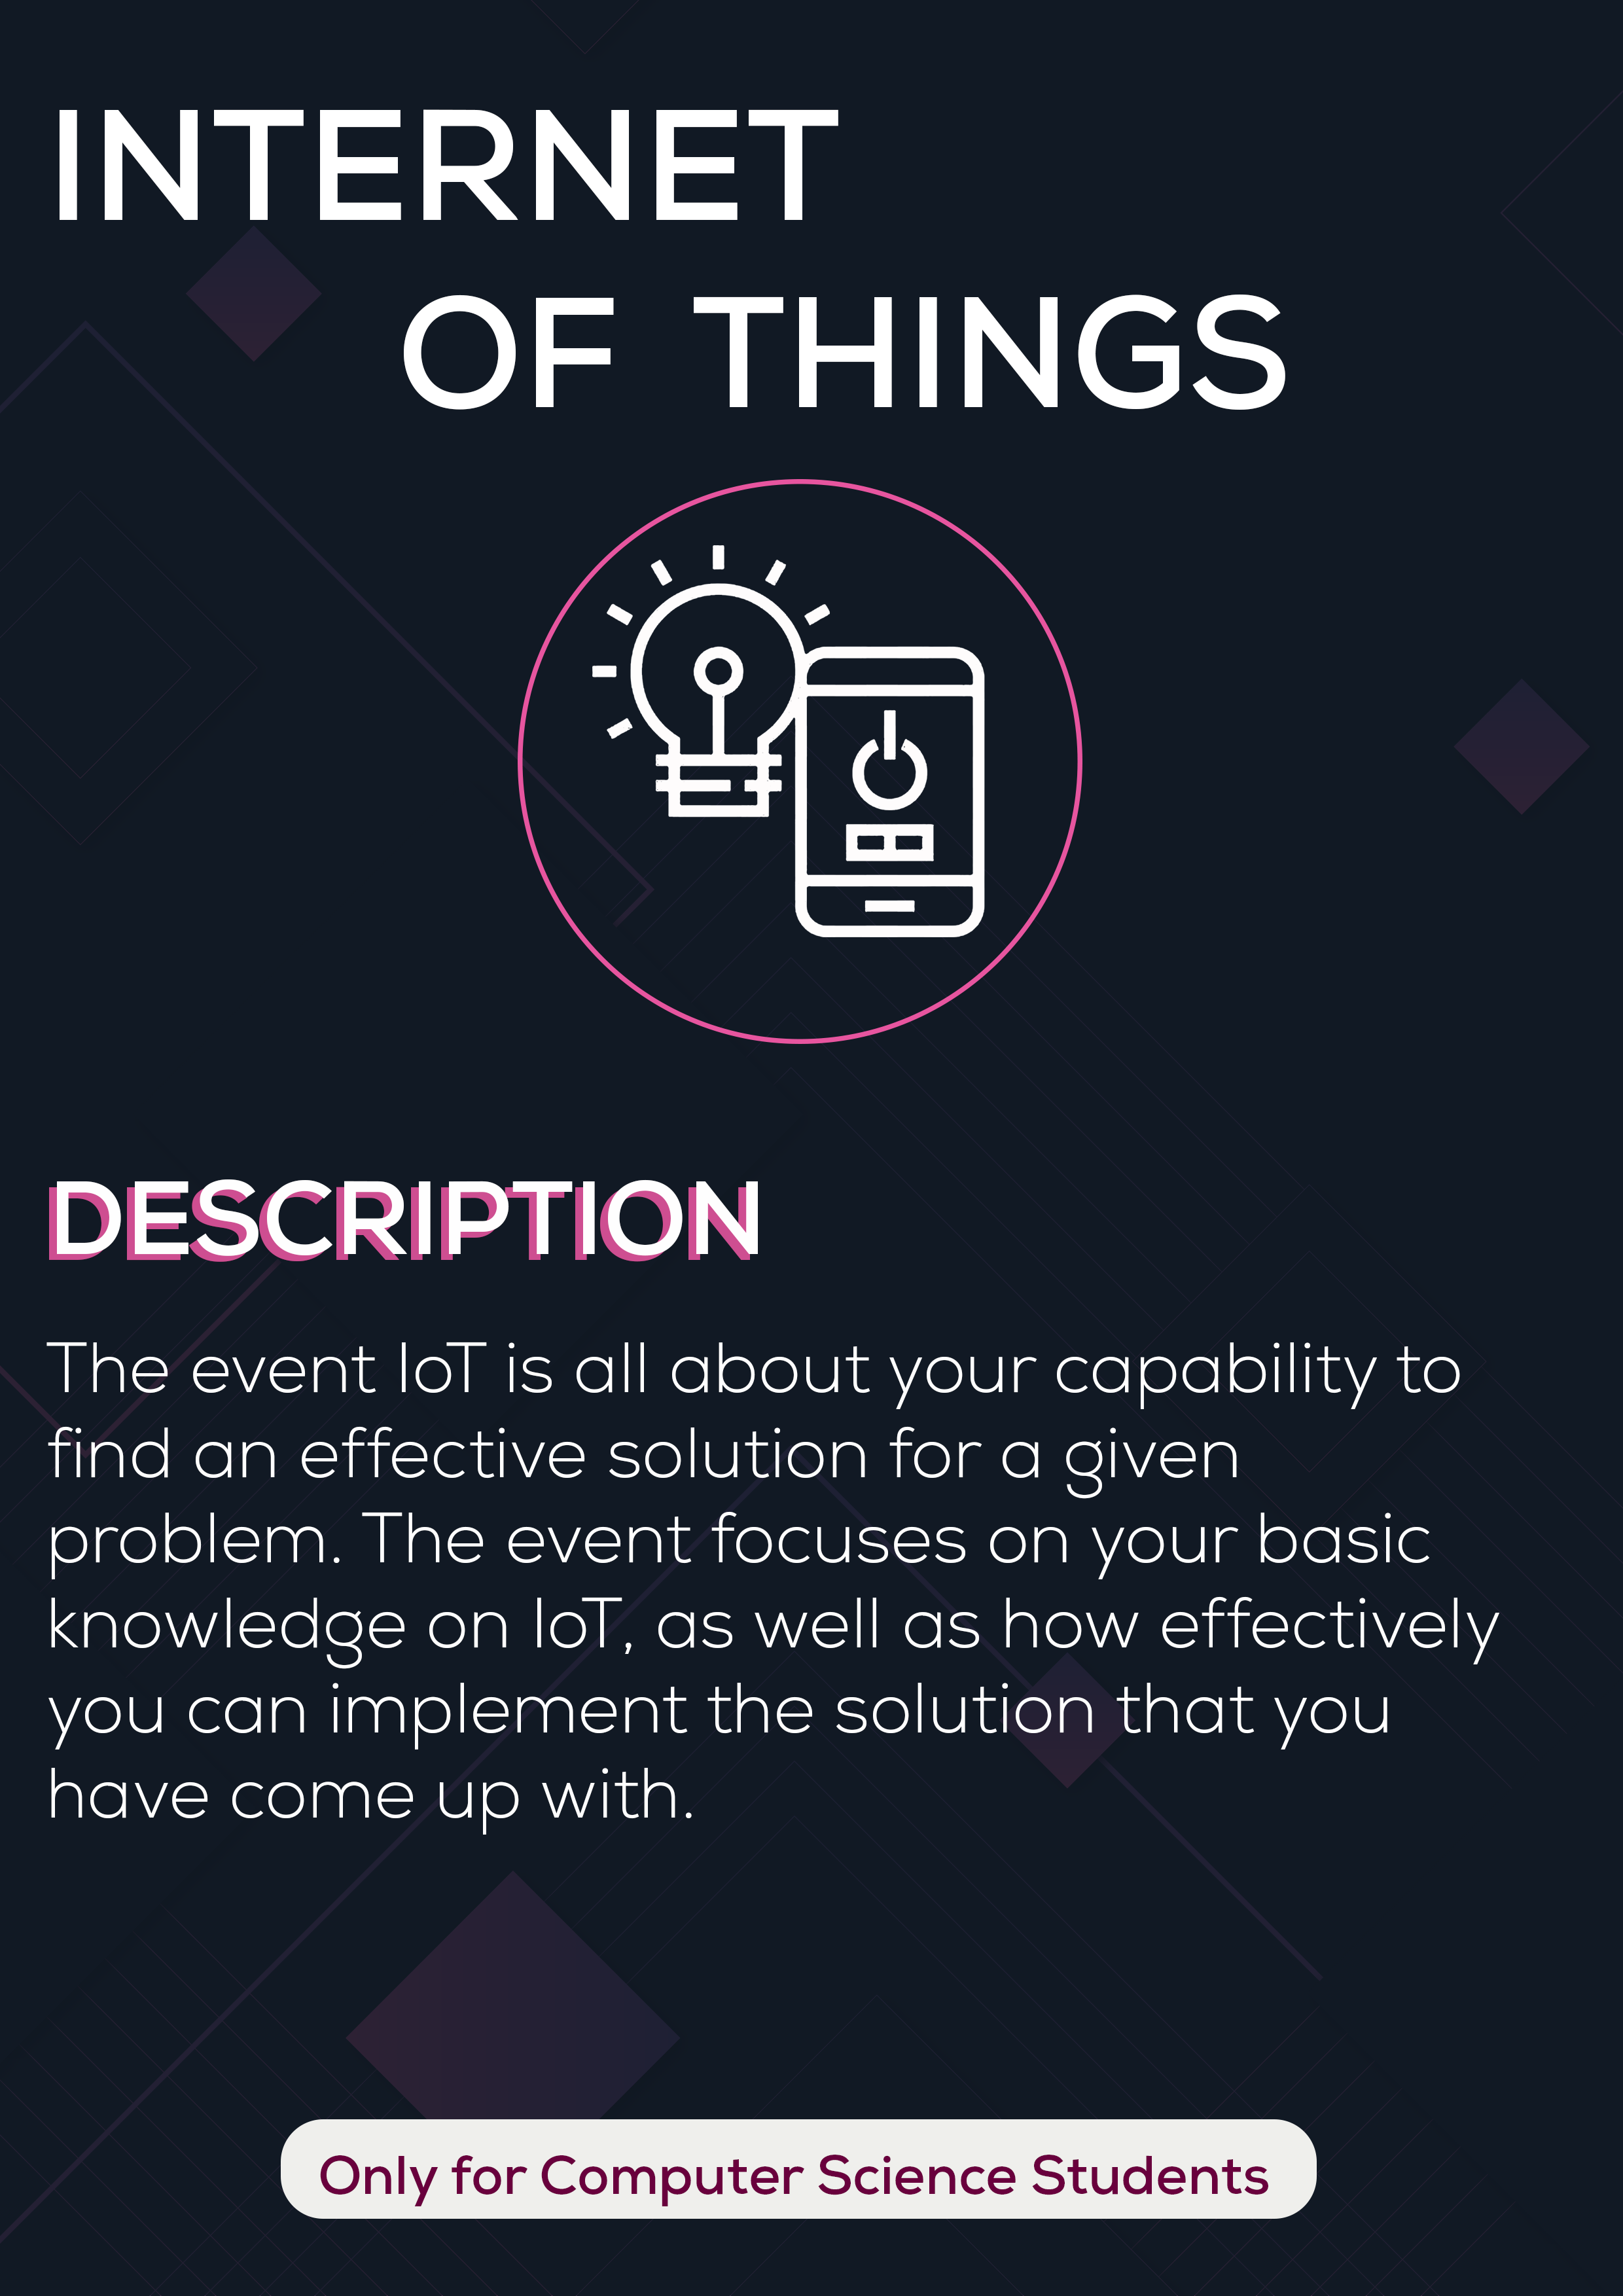 INTERNET
OF THINGS
DESCRIPTION
The event IoT is all about your capability to
find an effective solution for a given
problem. The event focuses on your basic
knowledge on IoT, as well as how effectively
you can implement the solution that you
have come up with.
Only for Computer Science Students